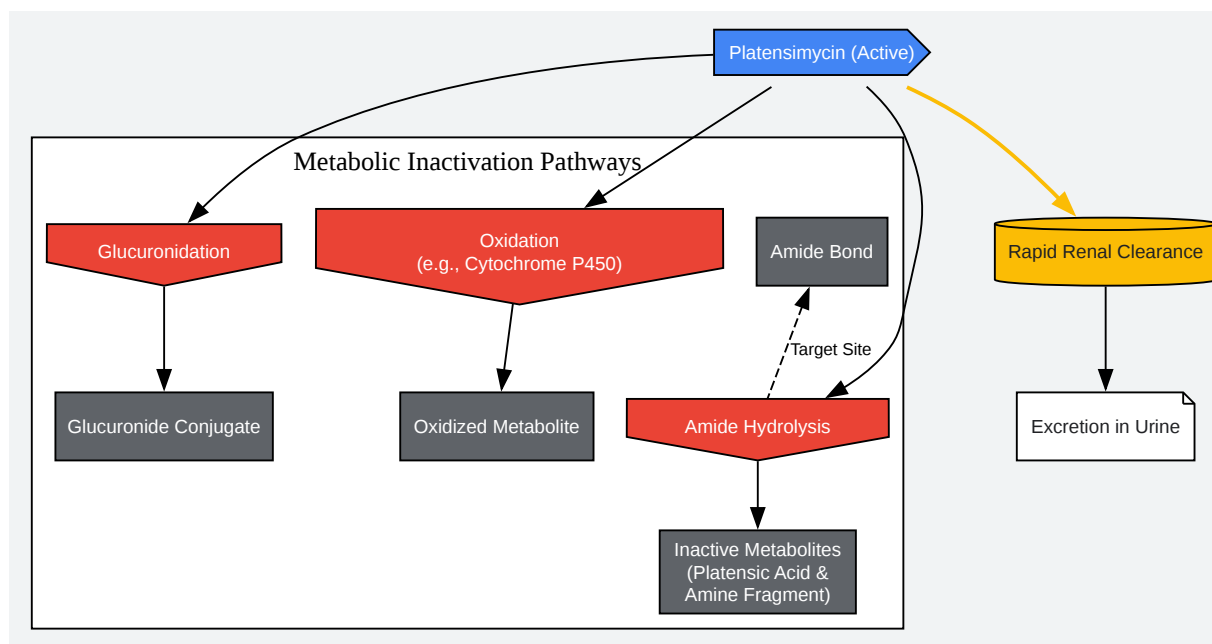 Platensimycin (Active)
Metabolic Inactivation Pathways
Glucuronidation
Oxidation
(e.g., Cytochrome P450)
Amide Bond
Rapid Renal Clearance
Target Site
Glucuronide Conjugate
Oxidized Metabolite
Amide Hydrolysis
Excretion in Urine
Inactive Metabolites
(Platensic Acid &
Amine Fragment)